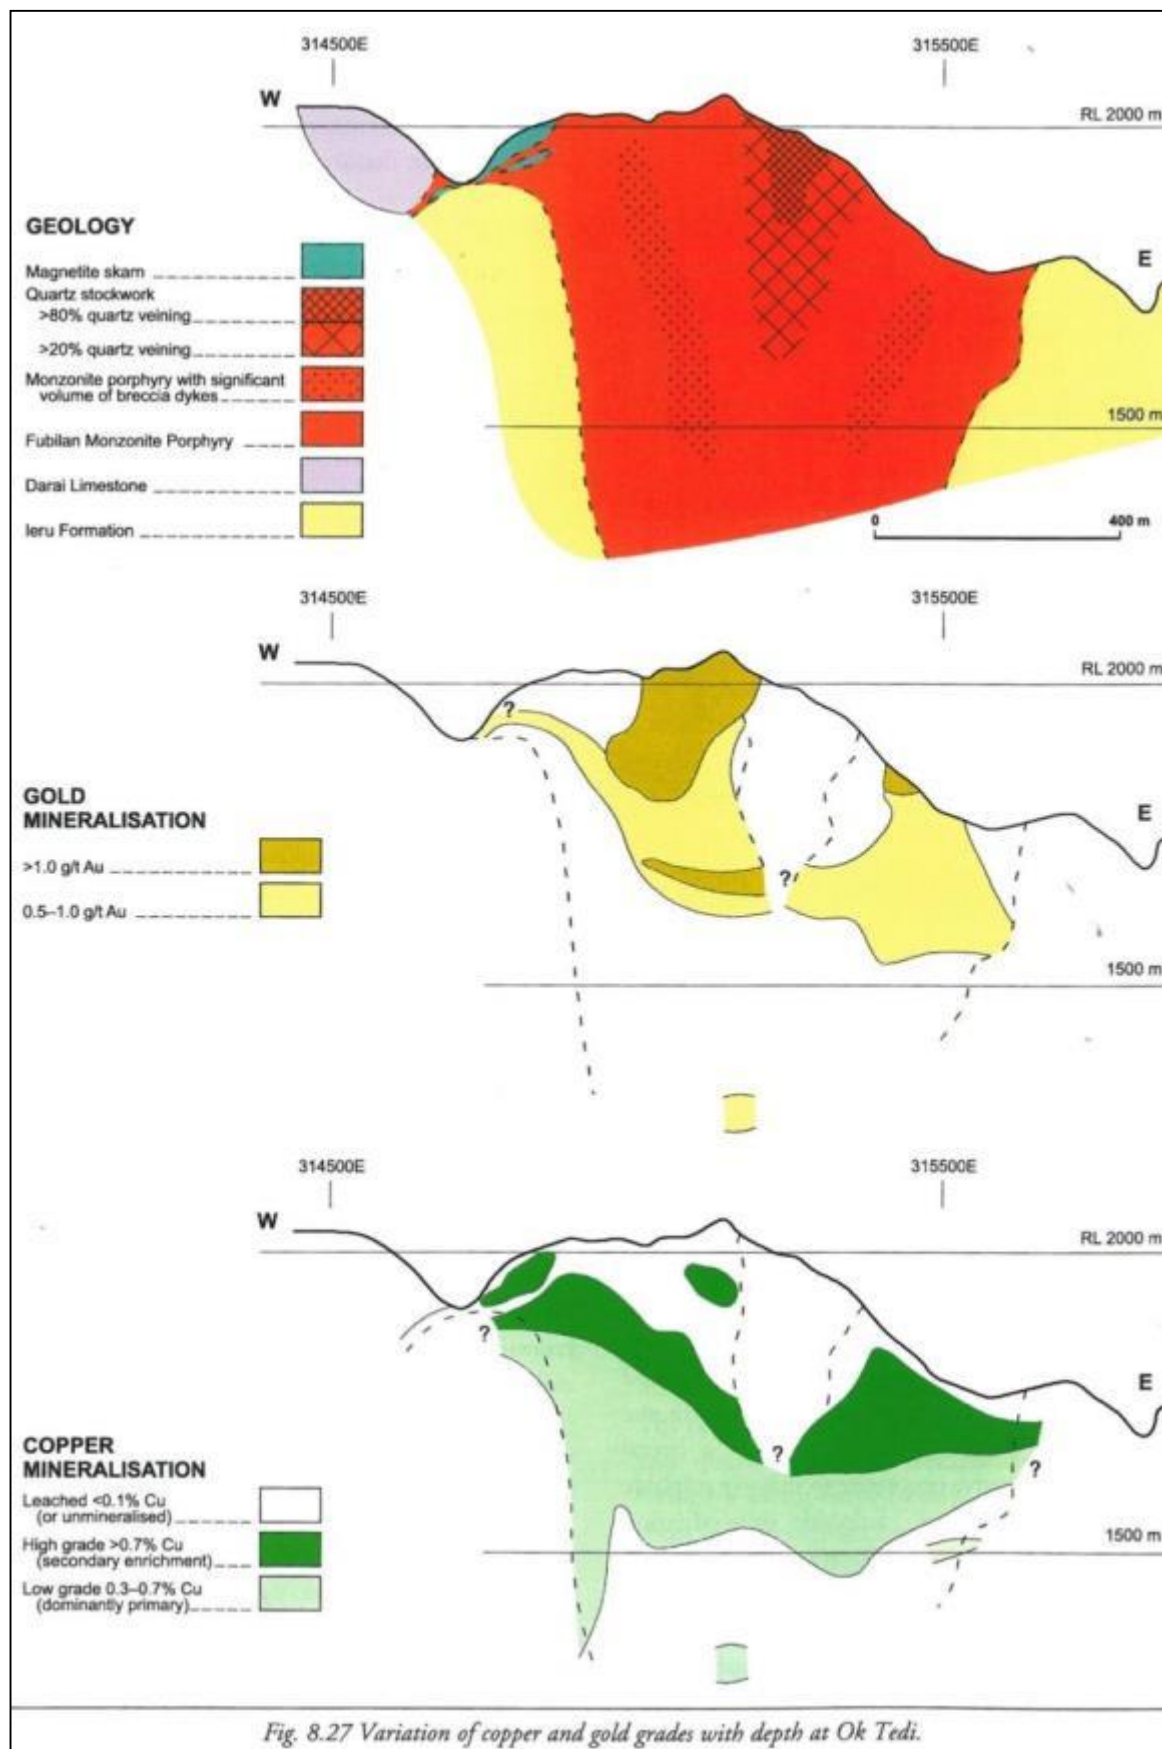 314500E 315500E
W
RL 2000 m
E
GEOLOGY
Magnetite skarn
Quartz stockwork
>80% quartz veining
>20% quartz veining
Monzonite porphyry with significant
volume of breccia dykes
Fubilan Monzonite Porphyry
Darai Limestone
Ieru Formation
1500 m
0 400 m
314500E 315500E
W
RL 2000 m
?
?
E
GOLD
MINERALISATION
>1.0 g/t Au
0.5–1.0 g/t Au
1500 m
314500E 315500E
W
RL 2000 m
?
E
?
?
COPPER
MINERALISATION
Leached <0.1% Cu
(or unmineralised)
High grade >0.7% Cu
(secondary enrichment)
Low grade 0.3–0.7% Cu
(dominantly primary)
1500 m
Fig. 8.27 Variation of copper and gold grades with depth at Ok Tedi.